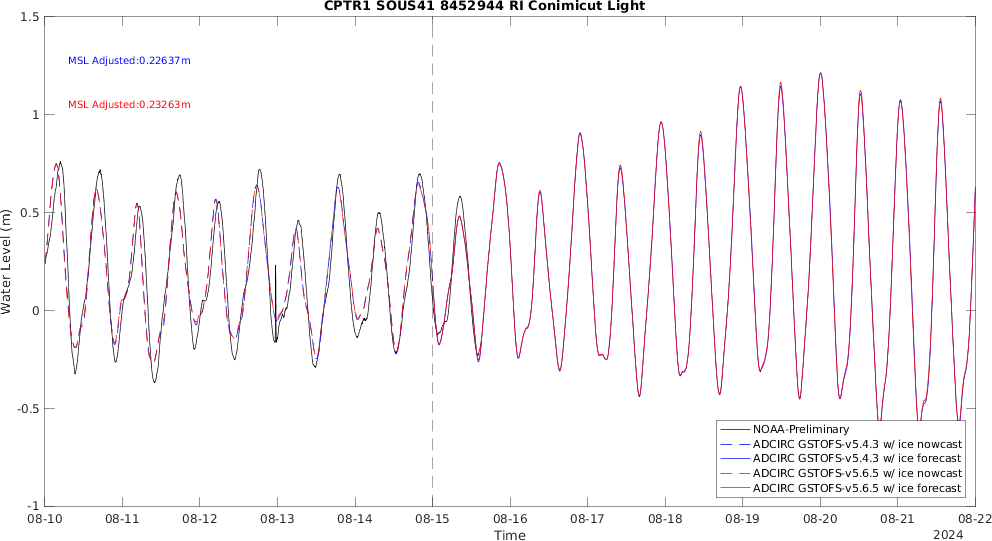 CPTR1 SOUS41 8452944 RI Conimicut Light
MSL Adjusted:0.22637m
MSL Adjusted:0.23263m
Water Level (m)
1.5
1
0.5
0
-0.5
-1
NOAA-Preliminary
ADCIRC GSTOFS-v5.4.3 w/ ice nowcast
ADCIRC GSTOFS-v5.4.3 w/ ice forecast
ADCIRC GSTOFS-v5.6.5 w/ ice nowcast
ADCIRC GSTOFS-v5.6.5 w/ ice forecast
08-10 08-11 08-12 08-13 08-14 08-15 08-16 08-17 08-18 08-19 08-20 08-21 08-22
Time
2024